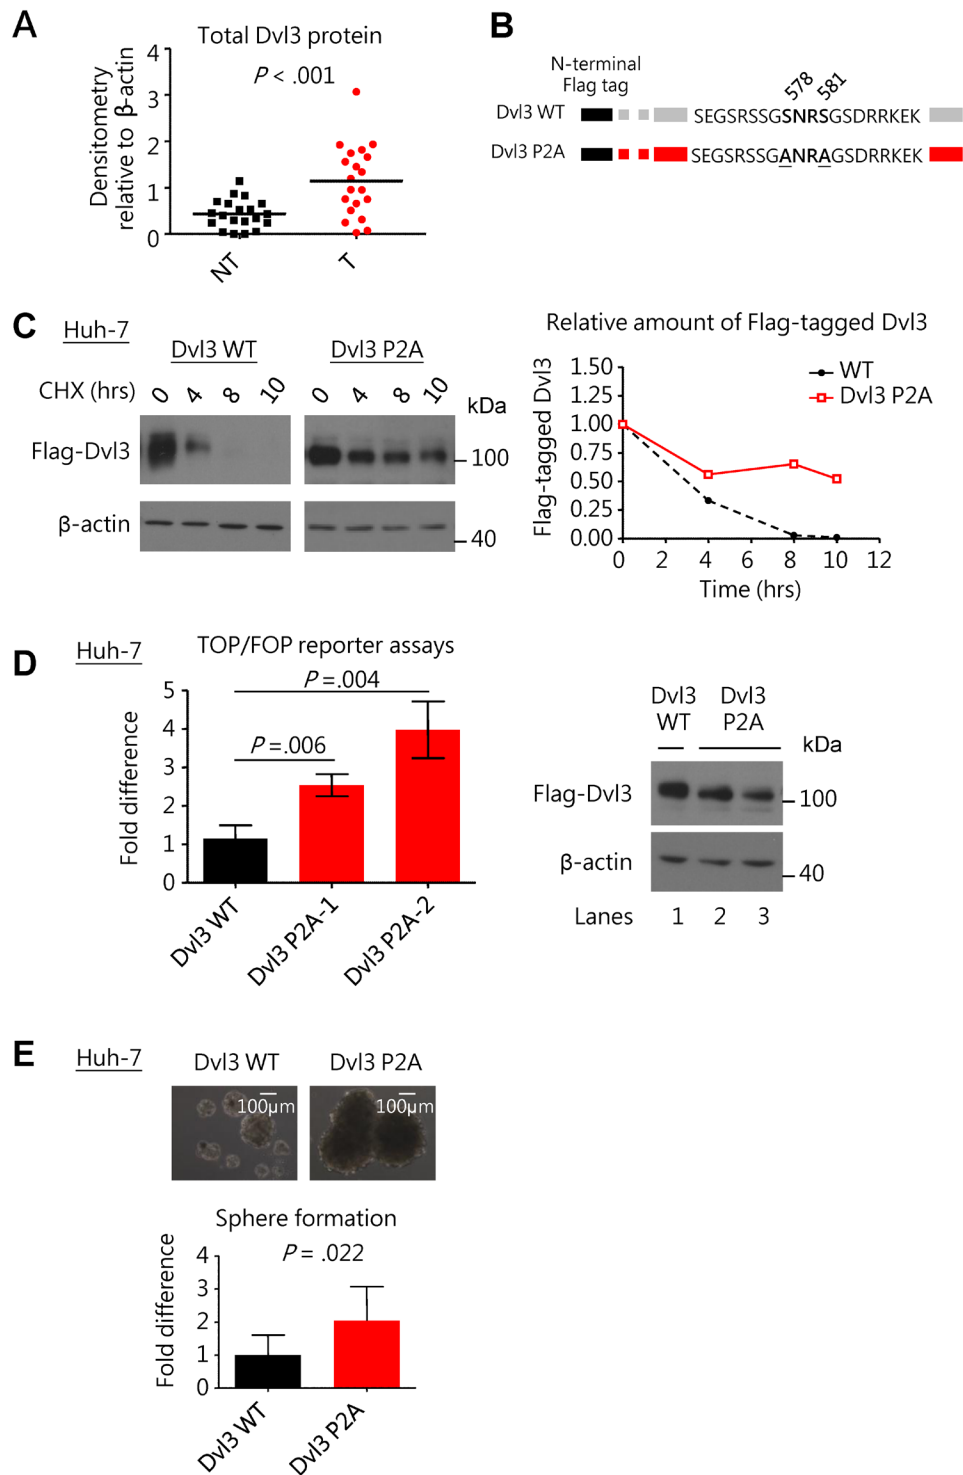 A
Total Dvl3 protein
Densitometry
relative to β-actin
4
3
2
1
0
P < .001
NT
T
B
N-terminal
Flag tag
578
581
Dvl3 WT
SEGSRSSGSNRSGSDRRKEK
Dvl3 P2A
SEGSRSSGANRAGSDRRKEK
C
Huh-7
Dvl3 WT
Dvl3 P2A
CHX (hrs)
0 4 8 10
0 4 8 10
kDa
Flag-Dvl3
100
β-actin
40
Relative amount of Flag-tagged Dvl3
Flag-tagged Dvl3
1.50
1.25
1.00
0.75
0.50
0.25
0.00
0 2 4 6 8 10 12
Time (hrs)
WT
Dvl3 P2A
D
Huh-7
TOP/FOP reporter assays
P =.004
P =.006
Fold difference
5
4
3
2
1
0
Dvl3 WT
Dvl3 P2A-1
Dvl3 P2A-2
Dvl3
WT
Dvl3
P2A
kDa
Flag-Dvl3
100
β-actin
40
Lanes 1 2 3
E
Huh-7
Dvl3 WT
Dvl3 P2A
100μm
100μm
Sphere formation
P = .022
Fold difference
4
3
2
1
0
Dvl3 WT
Dvl3 P2A